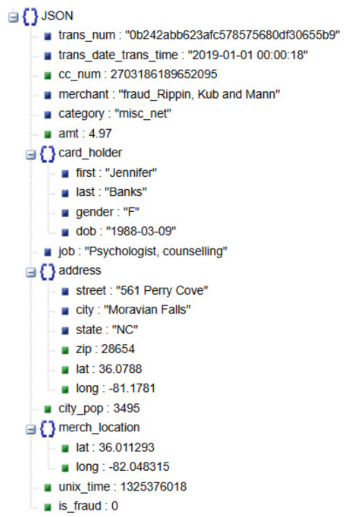 JSON
trans_num : "0b242abb623afc578575680df30655b9"
trans_date_trans_time : "2019-01-01 00:00:18"
cc_num : 2703186189652095
merchant : "fraud_Rippin, Kub and Mann"
category : "misc_net"
amt : 4.97
card_holder
first : "Jennifer"
last : "Banks"
gender : "F"
dob : "1988-03-09"
job : "Psychologist, counselling"
address
street : "561 Perry Cove"
city : "Moravian Falls"
state : "NC"
zip : 28654
lat : 36.0788
long : -81.1781
city_pop : 3495
merch_location
lat : 36.011293
long : -82.048315
unix_time : 1325376018
is_fraud : 0